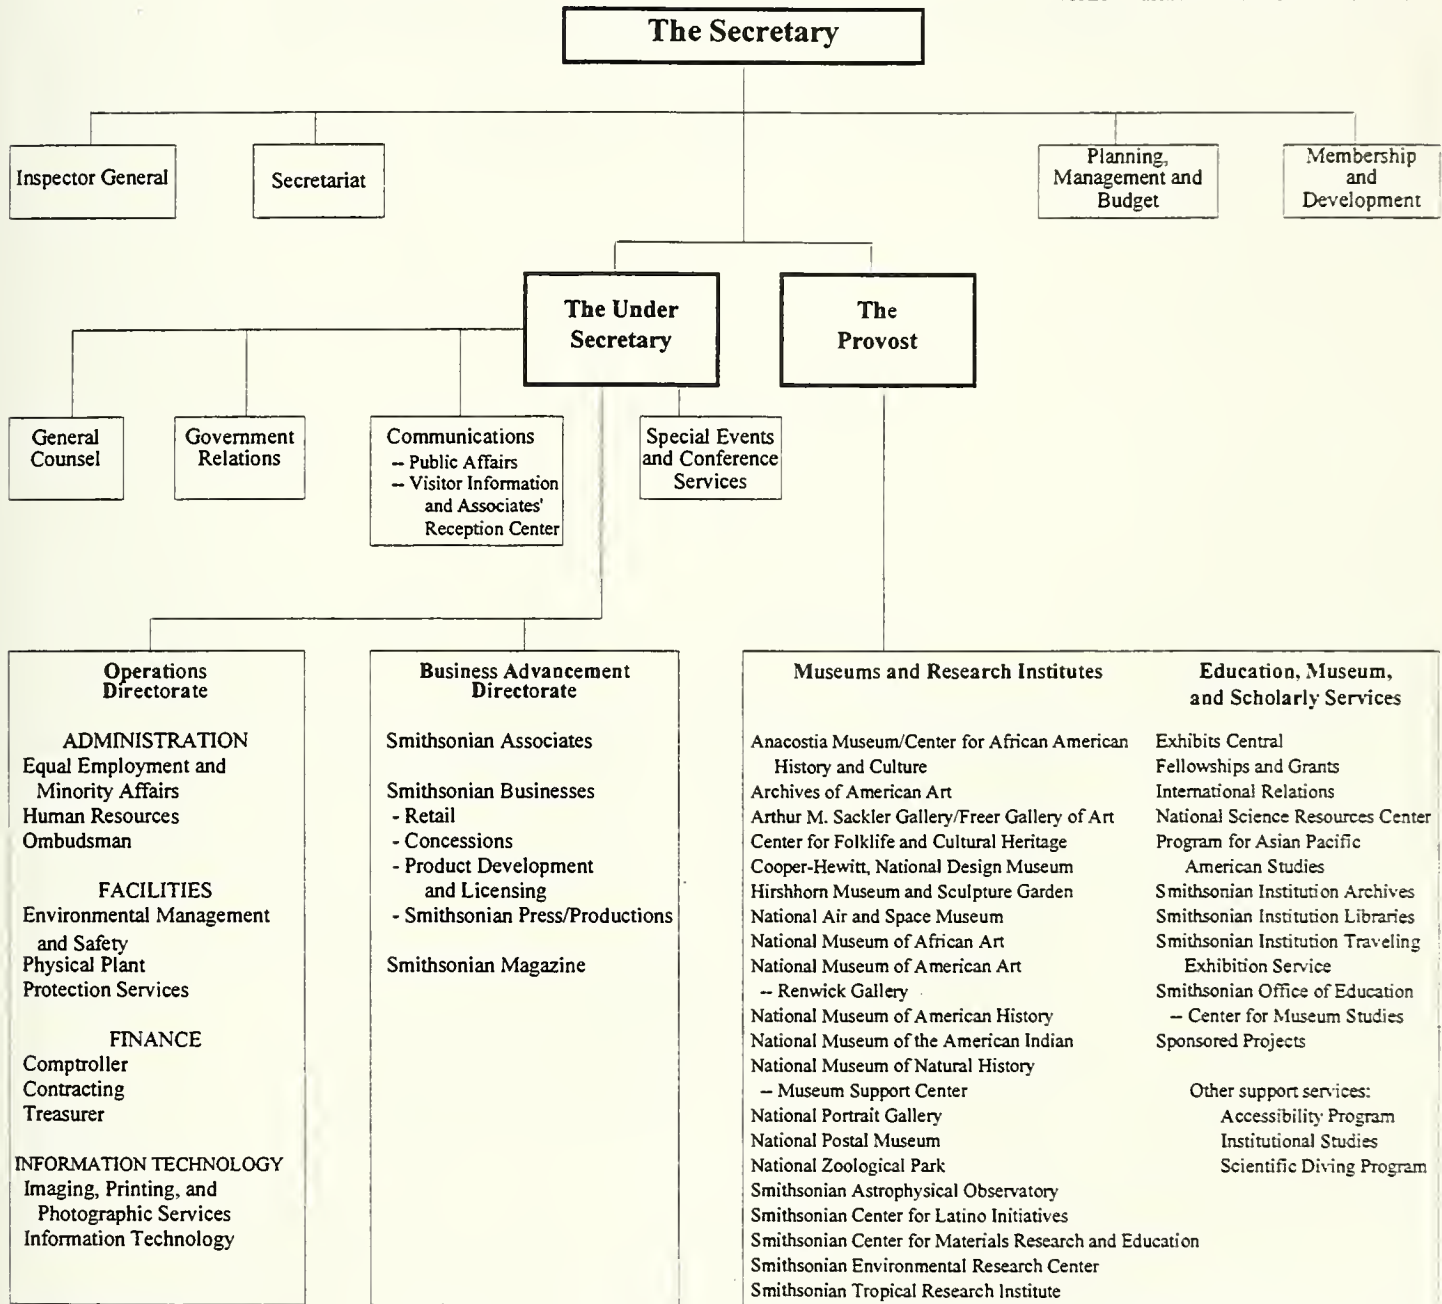 The Secretary
Inspector General
Secretariat
Planning,
Management and
Budget
Membership
and
Development
The Under
Secretary
The
Provost
General
Counsel
Government
Relations
Communications
-- Public Affairs
-- Visitor Information
and Associates'
Reception Center
Special Events
and Conference
Services
Operations
Directorate
ADMINISTRATION
Equal Employment and
Minority Affairs
Human Resources
Ombudsman
FACILITIES
Environmental Management
and Safety
Physical Plant
Protection Services
FINANCE
Comptroller
Contracting
Treasurer
INFORMATION TECHNOLOGY
Imaging, Printing, and
Photographic Services
Information Technology
Business Advancement
Directorate
Smithsonian Associates
Smithsonian Businesses
- Retail
- Concessions
- Product Development
and Licensing
- Smithsonian Press/Productions
Smithsonian Magazine
Museums and Research Institutes
Anacostia Museum/Center for African American
History and Culture
Archives of American Art
Arthur M. Sackler Gallery/Freer Gallery of Art
Center for Folklife and Cultural Heritage
Cooper-Hewitt, National Design Museum
Hirshhorn Museum and Sculpture Garden
National Air and Space Museum
National Museum of African Art
National Museum of American Art
-- Renwick Gallery
National Museum of American History
National Museum of the American Indian
National Museum of Natural History
-- Museum Support Center
National Portrait Gallery
National Postal Museum
National Zoological Park
Smithsonian Astrophysical Observatory
Smithsonian Center for Latino Initiatives
Smithsonian Center for Materials Research and Education
Smithsonian Environmental Research Center
Smithsonian Tropical Research Institute
Education, Museum,
and Scholarly Services
Exhibits Central
Fellowships and Grants
International Relations
National Science Resources Center
Program for Asian Pacific
American Studies
Smithsonian Institution Archives
Smithsonian Institution Libraries
Smithsonian Institution Traveling
Exhibition Service
Smithsonian Office of Education
-- Center for Museum Studies
Sponsored Projects
Other support services:
Accessibility Program
Institutional Studies
Scientific Diving Program